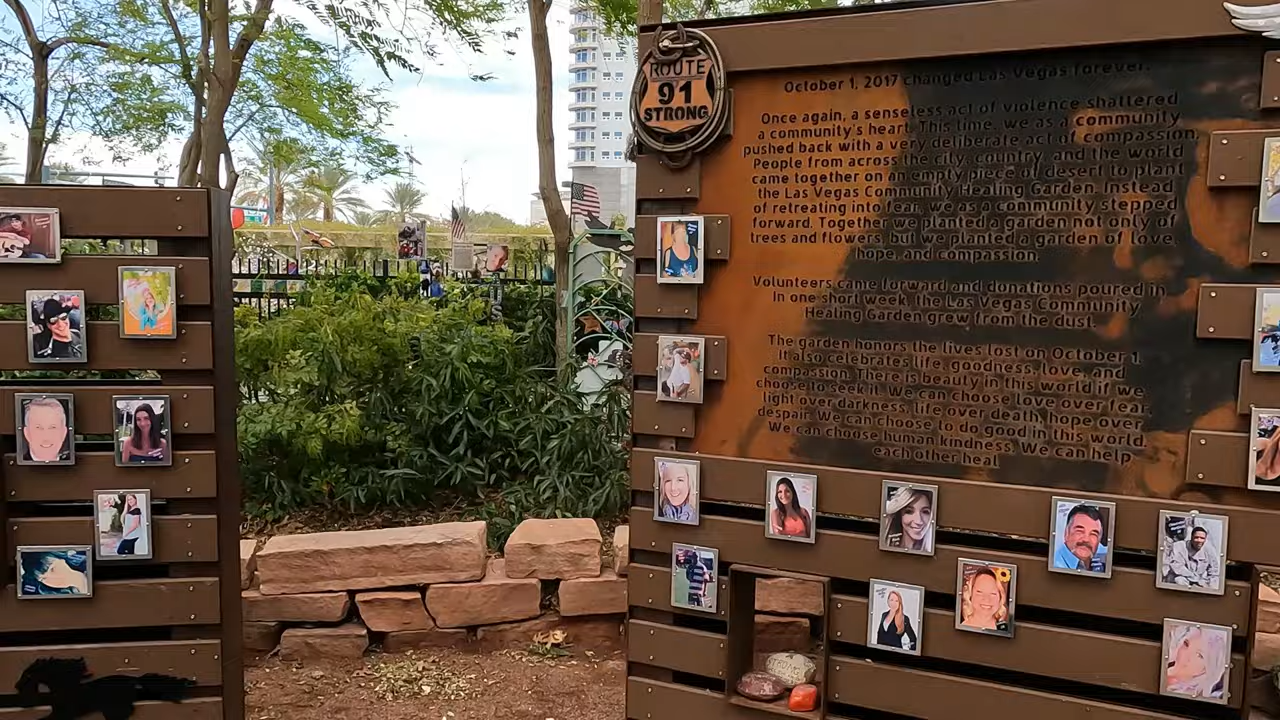 ROUTE
91
STRONG
October 1, 2017 changed Las Vegas forever.
Once again, a senseless act of violence shattered
a community's heart. This time, we as a community
pushed back with a very deliberate act of compassion.
People from across the city, country, and the world
came together on an empty piece of desert to plant
the Las Vegas Community Healing Garden. Instead
of retreating into fear, we as a community stepped
forward. Together, we planted a garden not only of
trees and flowers, but we planted a garden of love,
hope, and compassion.
Volunteers came forward and donations poured in.
In one short week, the Las Vegas Community
Healing Garden grew from the dust.
The garden honors the lives lost on October 1.
It also celebrates life, goodness, love, and
compassion. There is beauty in this world if we
choose to seek it. We can choose love over fear,
light over darkness, life over death, hope over
despair. We can choose to do good in this world.
We can choose human kindness. We can help
each other heal.